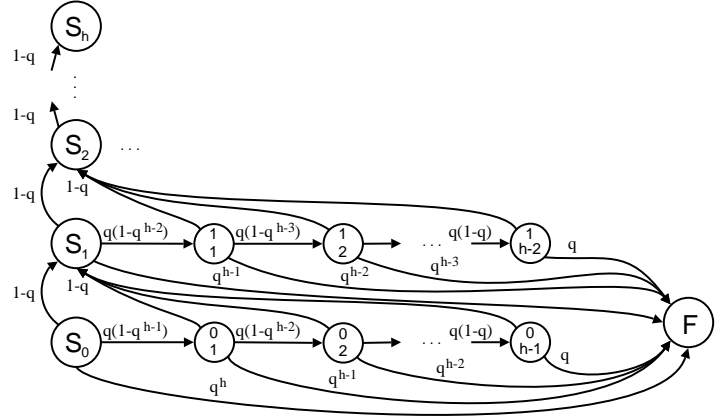 S_h
1-q
⋮
1-q
S_2 ...
1-q 1-q
S_1 q(1-q^{h-2}) 1 1 q(1-q^{h-3}) 1 2 ... q(1-q) 1 h-2 q
q^{h-1} q^{h-2} q^{h-3}
1-q 1-q
F
S_0 q(1-q^{h-1}) 0 1 q(1-q^{h-2}) 0 2 ... q(1-q) 0 h-1 q
q^h q^{h-1} q^{h-2}